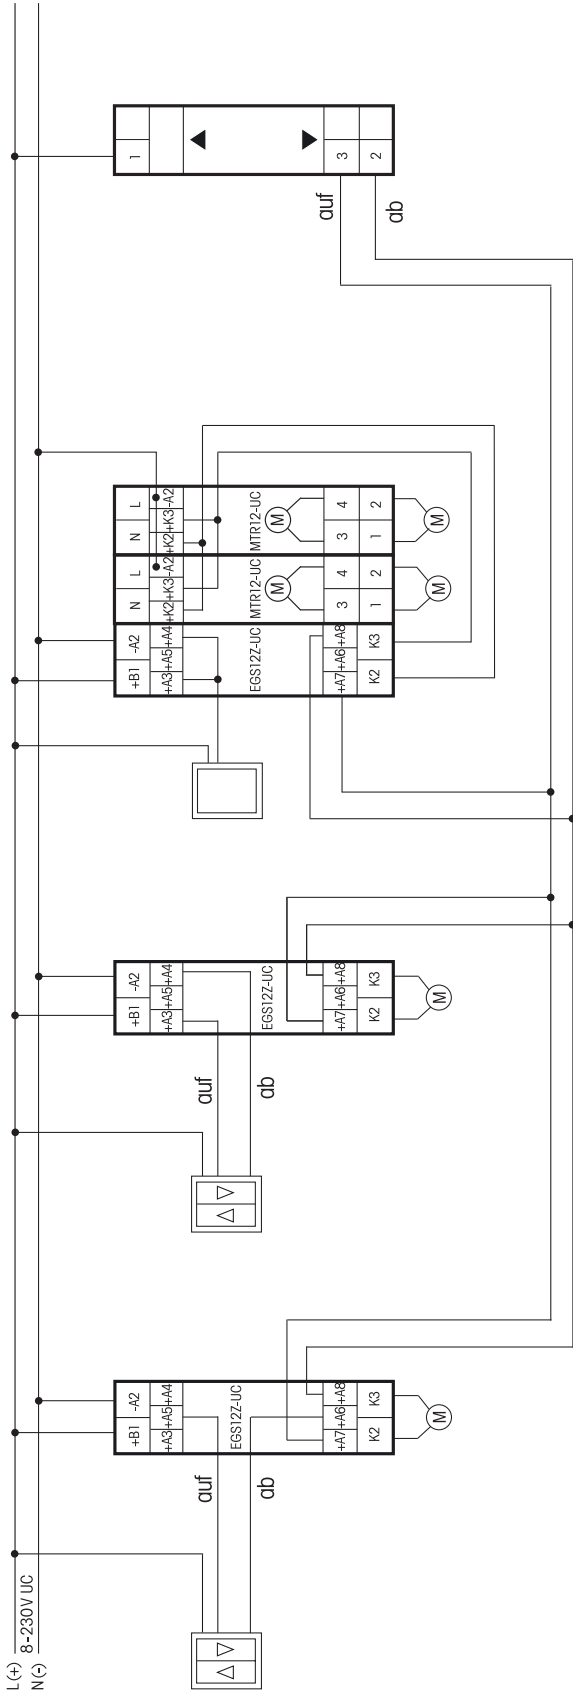 L(+)
8-230V UC
N(-)
+B1 -A2
+A3 +A5 +A4
EGS12Z-UC
auf
ab
+A7 +A6 +A8
K2 K3
M
+B1 -A2
+A3 +A5 +A4
EGS12Z-UC
auf
ab
+A7 +A6 +A8
K2 K3
M
+B1 -A2
+A3 +A5 +A4
EGS12Z-UC
+A7 +A6 +A8
K2 K3
N L
+K2 +K3 -A2
MTR12-UC
M
3 4
1 2
M
N L
+K2 +K3 -A2
MTR12-UC
M
3 4
1 2
M
1
3
2
auf
ab